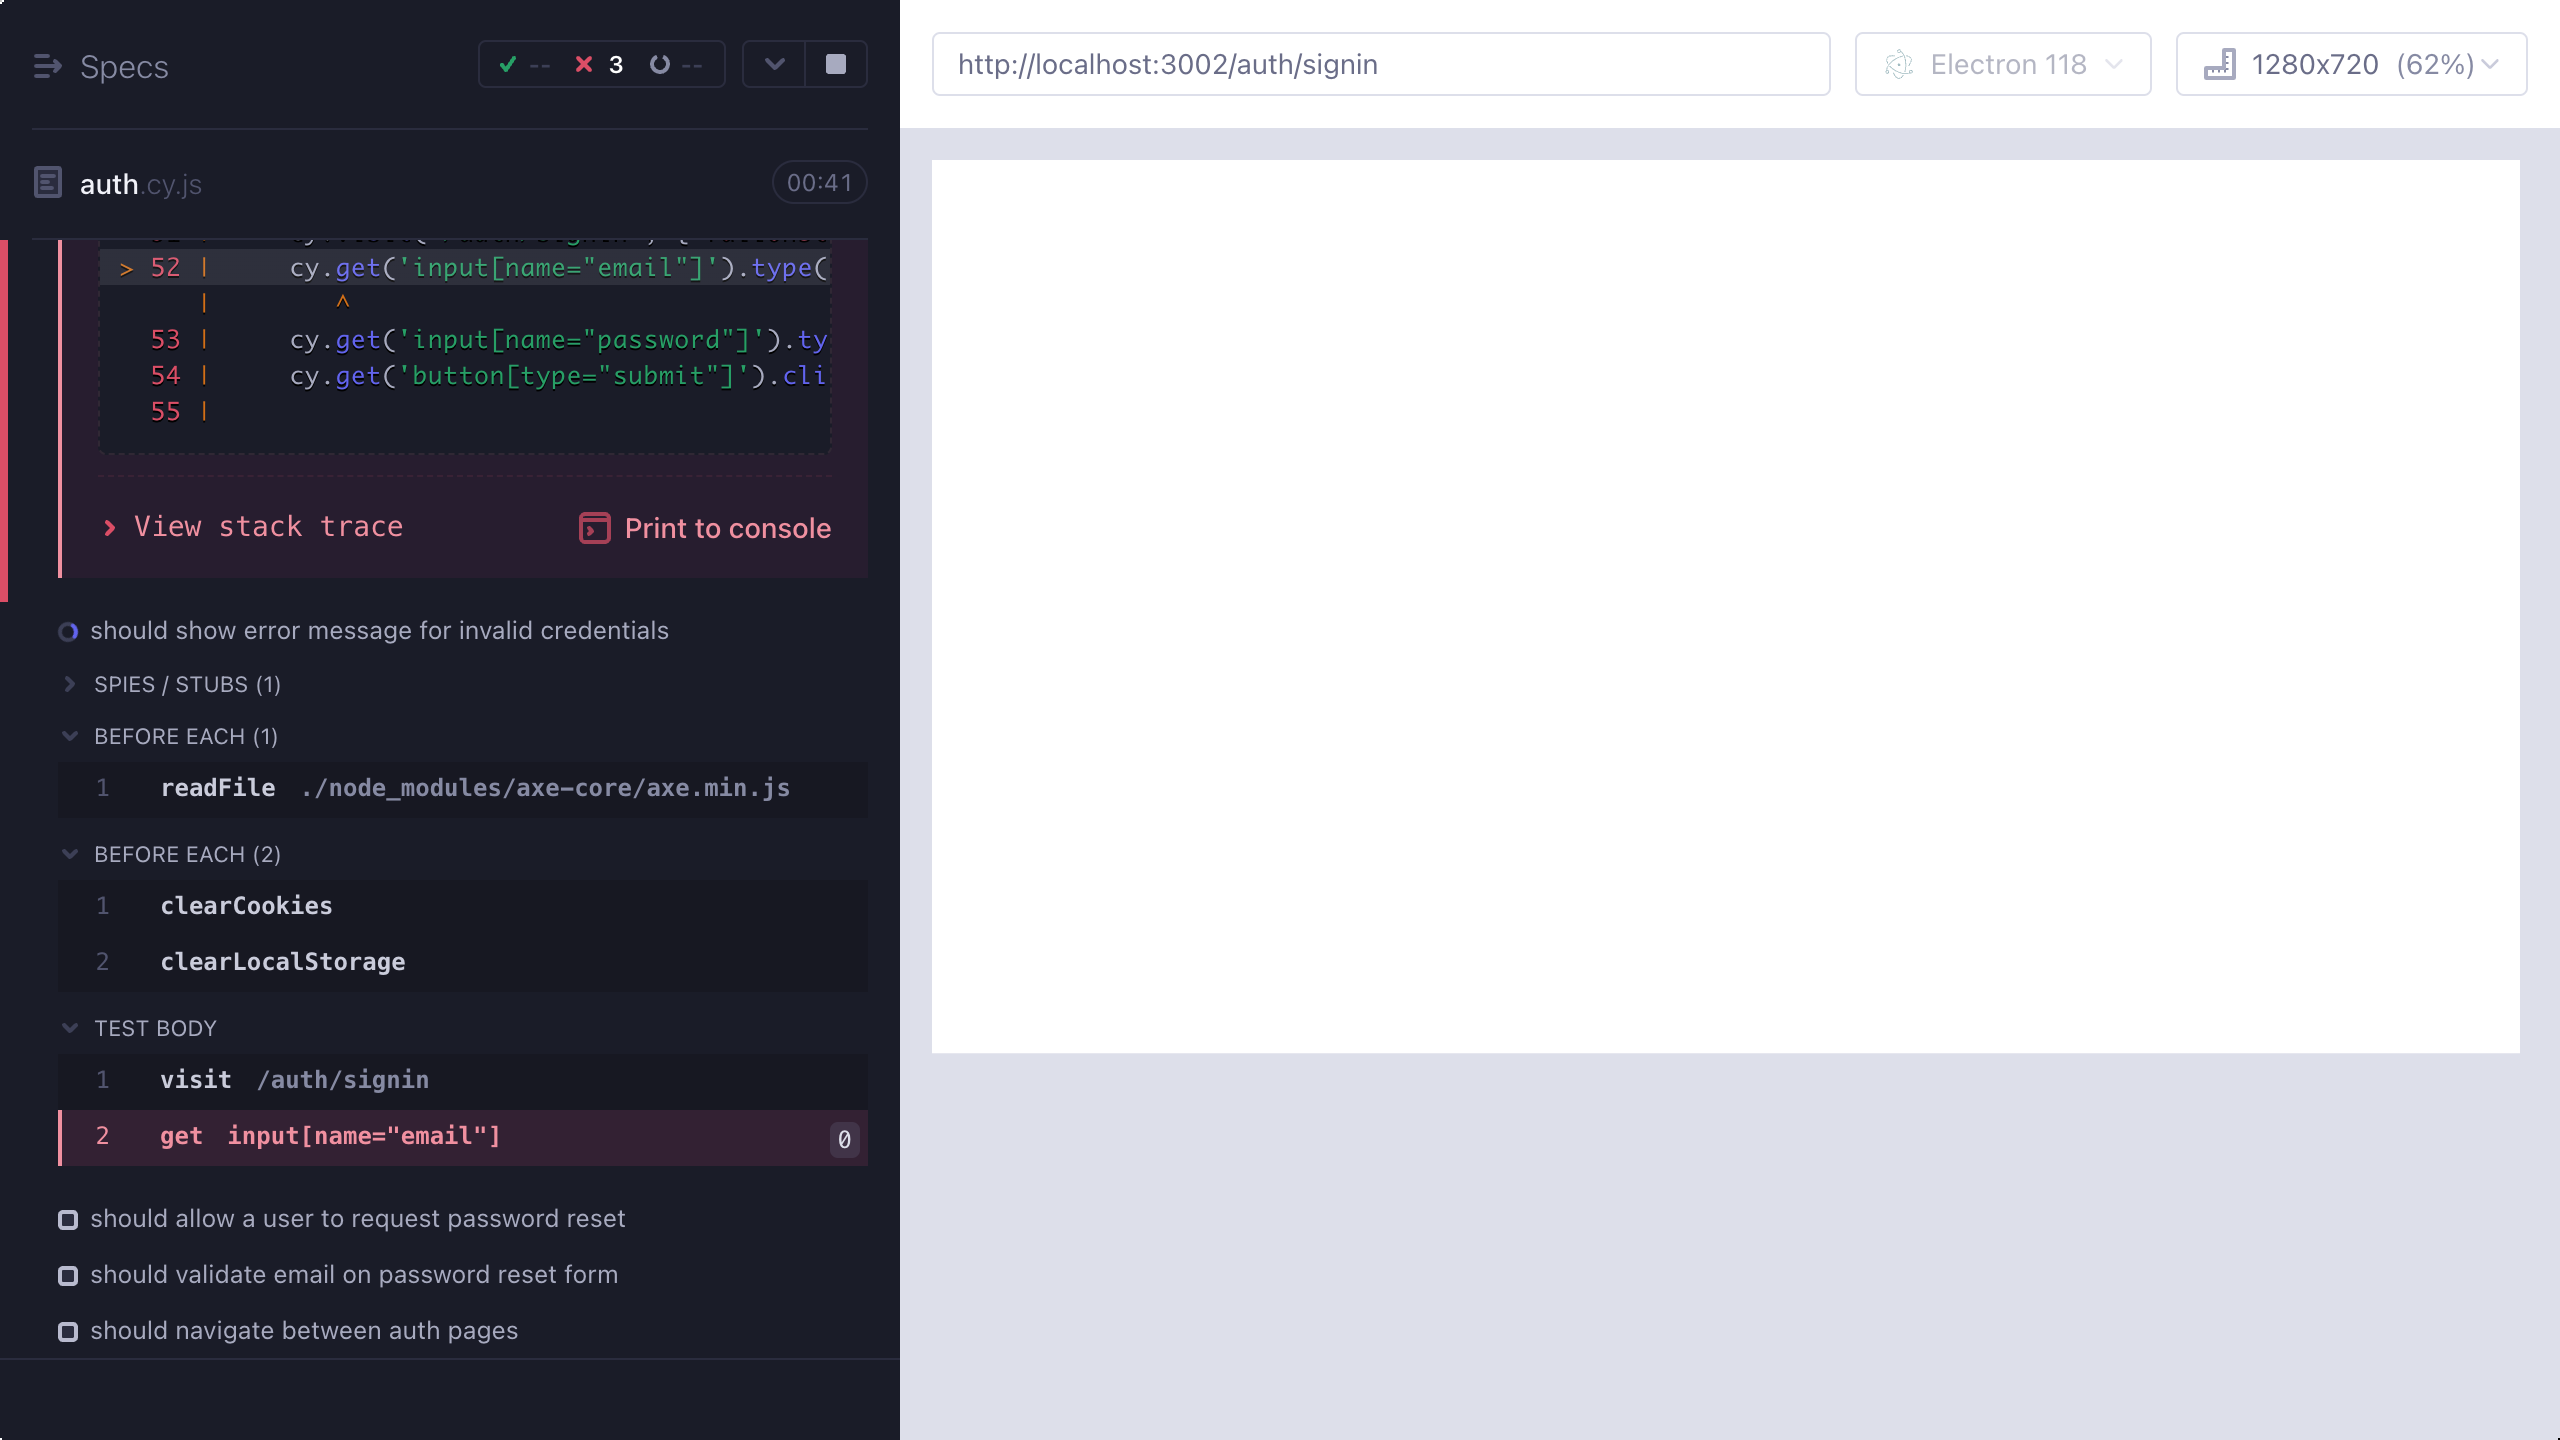 Specs
-- 3 --
auth.cy.js
00:41
> 52 | cy.get('input[name="email"]').type(
| ^
53 | cy.get('input[name="password"]').ty
54 | cy.get('button[type="submit"]').cli
55 |
View stack trace
Print to console
should show error message for invalid credentials
SPIES / STUBS (1)
BEFORE EACH (1)
1 readFile ./node_modules/axe-core/axe.min.js
BEFORE EACH (2)
1 clearCookies
2 clearLocalStorage
TEST BODY
1 visit /auth/signin
2 get input[name="email"] 0
should allow a user to request password reset
should validate email on password reset form
should navigate between auth pages
http://localhost:3002/auth/signin
Electron 118
1280x720 (62%)